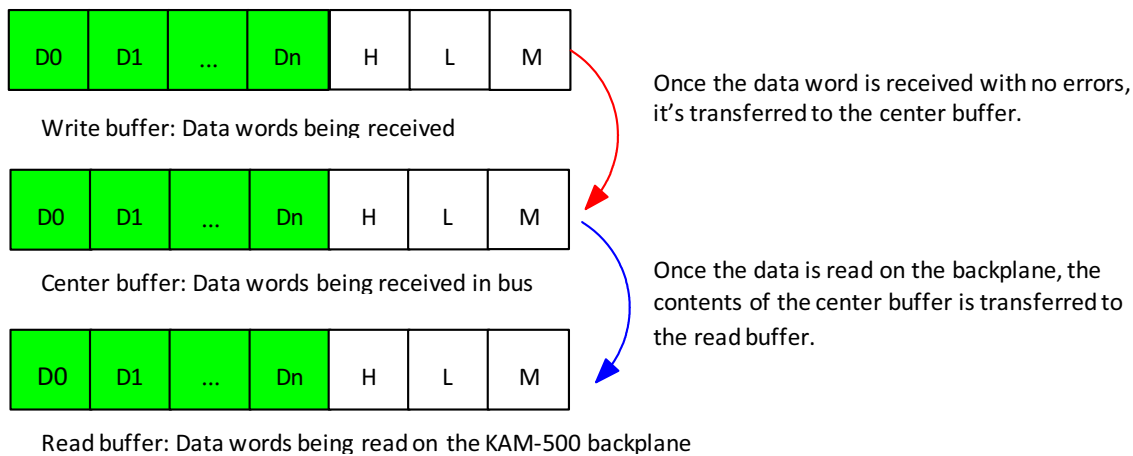 D0 D1 ... Dn H L M
Once the data word is received with no errors,
it's transferred to the center buffer.
Write buffer: Data words being received
D0 D1 ... Dn H L M
Center buffer: Data words being received in bus
Once the data is read on the backplane, the
contents of the center buffer is transferred to
the read buffer.
D0 D1 ... Dn H L M
Read buffer: Data words being read on the KAM-500 backplane